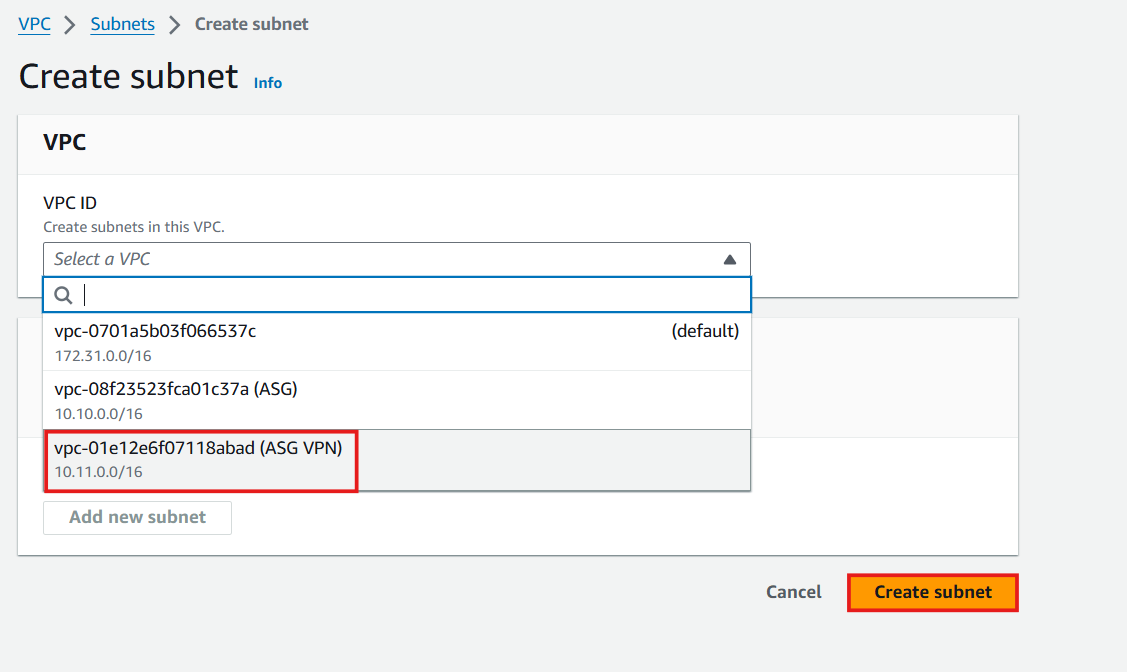 VPC > Subnets > Create subnet
Create subnet Info
VPC
VPC ID
Create subnets in this VPC.
Select a VPC
vpc-0701a5b03f066537c (default)
172.31.0.0/16
vpc-08f23523fca01c37a (ASG)
10.10.0.0/16
vpc-01e12e6f07118abad (ASG VPN)
10.11.0.0/16
Add new subnet
Cancel Create subnet